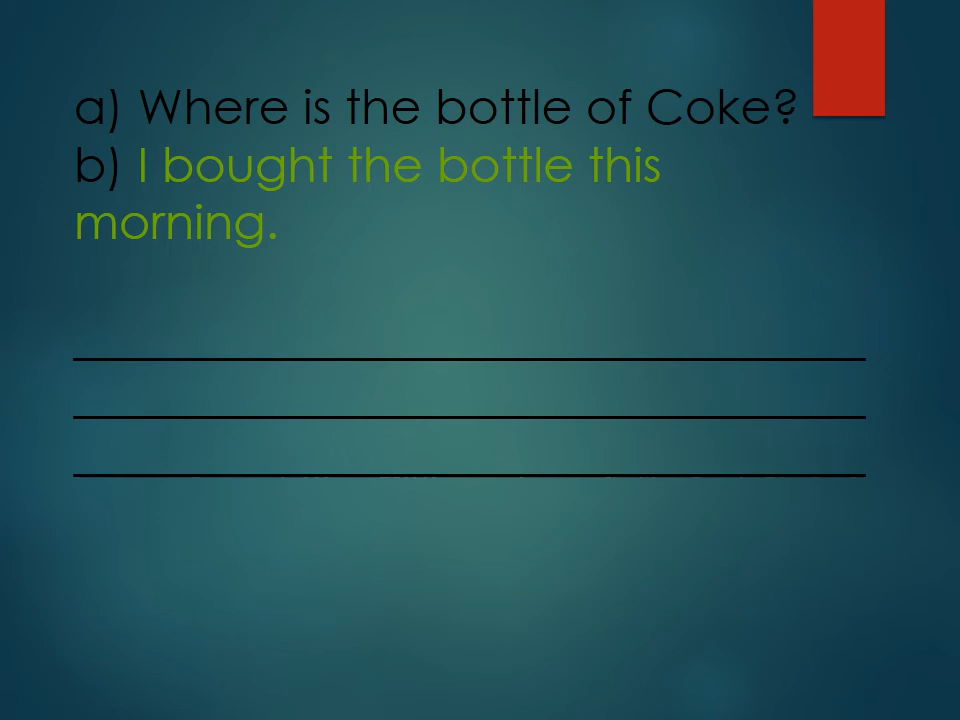 a) Where is the bottle of Coke?
b) I bought the bottle this
morning.